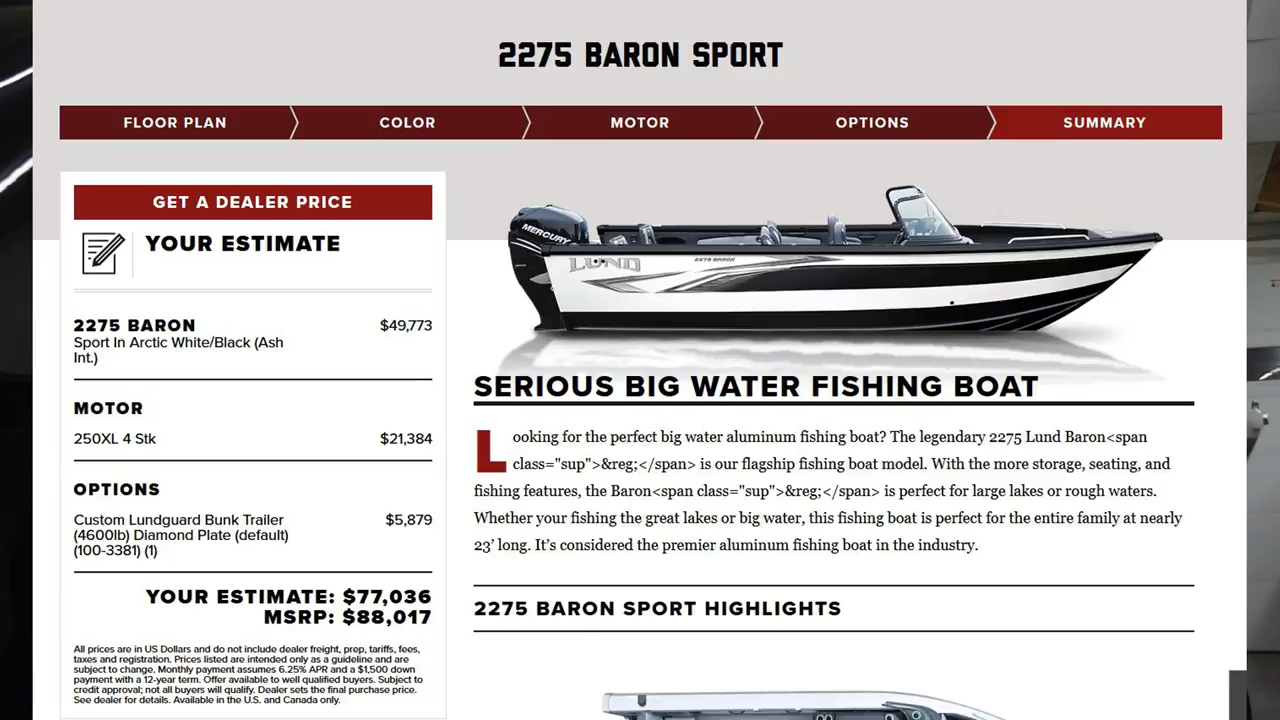 2275 BARON SPORT
FLOOR PLAN
COLOR
MOTOR
OPTIONS
SUMMARY
GET A DEALER PRICE
YOUR ESTIMATE
2275 BARON $49,773
Sport In Arctic White/Black (Ash
Int.)
MOTOR
250XL 4 Stk $21,384
OPTIONS
Custom Lundguard Bunk Trailer $5,879
(4600lb) Diamond Plate (default)
(100-3381) (1)
YOUR ESTIMATE: $77,036
MSRP: $88,017
All prices are in US Dollars and do not include dealer freight, prep, tariffs, fees,
taxes and registration. Prices listed are intended only as a guideline and are
subject to change. Monthly payment assumes 6.25% APR and a $1,500 down
payment with a 12-year term. Offer available to well qualified buyers. Subject to
credit approval; not all buyers will qualify. Dealer sets the final purchase price.
See dealer for details. Available in the U.S. and Canada only.
MERCURY
LUND
2275 BARON
SERIOUS BIG WATER FISHING BOAT
Looking for the perfect big water aluminum fishing boat? The legendary 2275 Lund Baron<span
class="sup">&reg;</span> is our flagship fishing boat model. With the more storage, seating, and
fishing features, the Baron<span class="sup">&reg;</span> is perfect for large lakes or rough waters.
Whether your fishing the great lakes or big water, this fishing boat is perfect for the entire family at nearly
23’ long. It’s considered the premier aluminum fishing boat in the industry.
2275 BARON SPORT HIGHLIGHTS